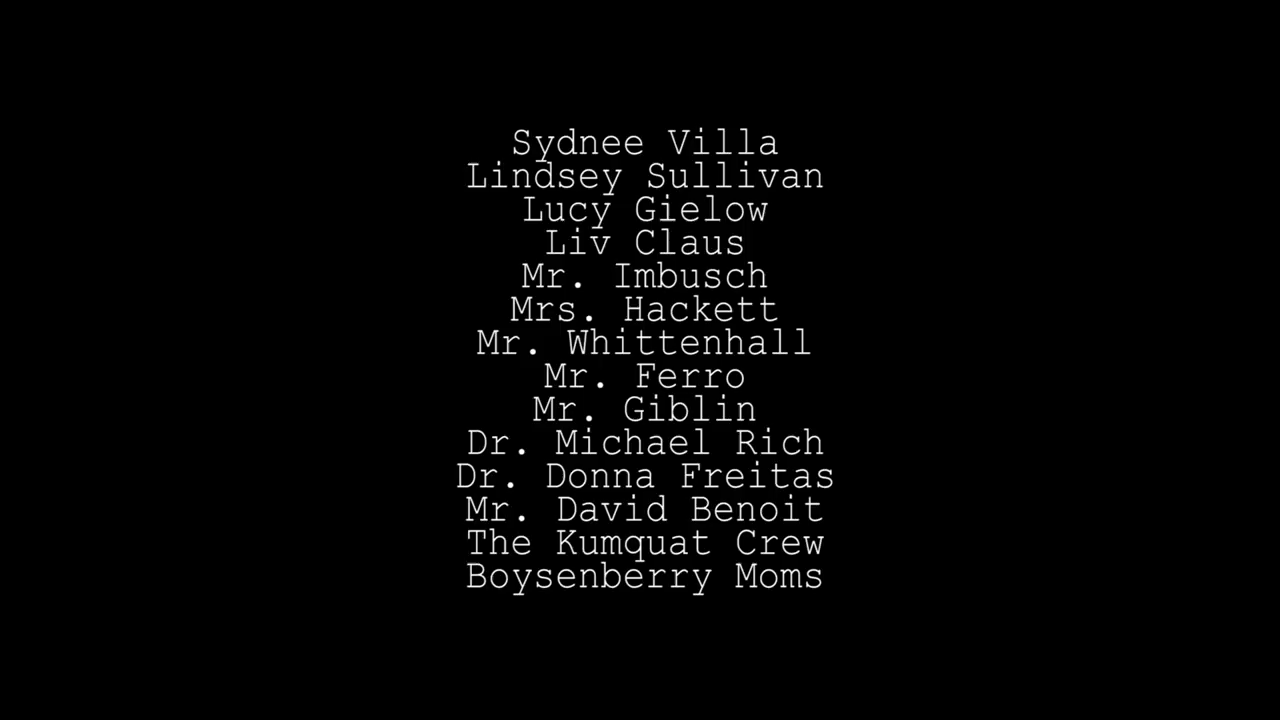 Sydnee Villa
Lindsey Sullivan
Lucy Gielow
Liv Claus
Mr. Imbusch
Mrs. Hackett
Mr. Whittenhall
Mr. Ferro
Mr. Giblin
Dr. Michael Rich
Dr. Donna Freitas
Mr. David Benoit
The Kumquat Crew
Boysenberry Moms